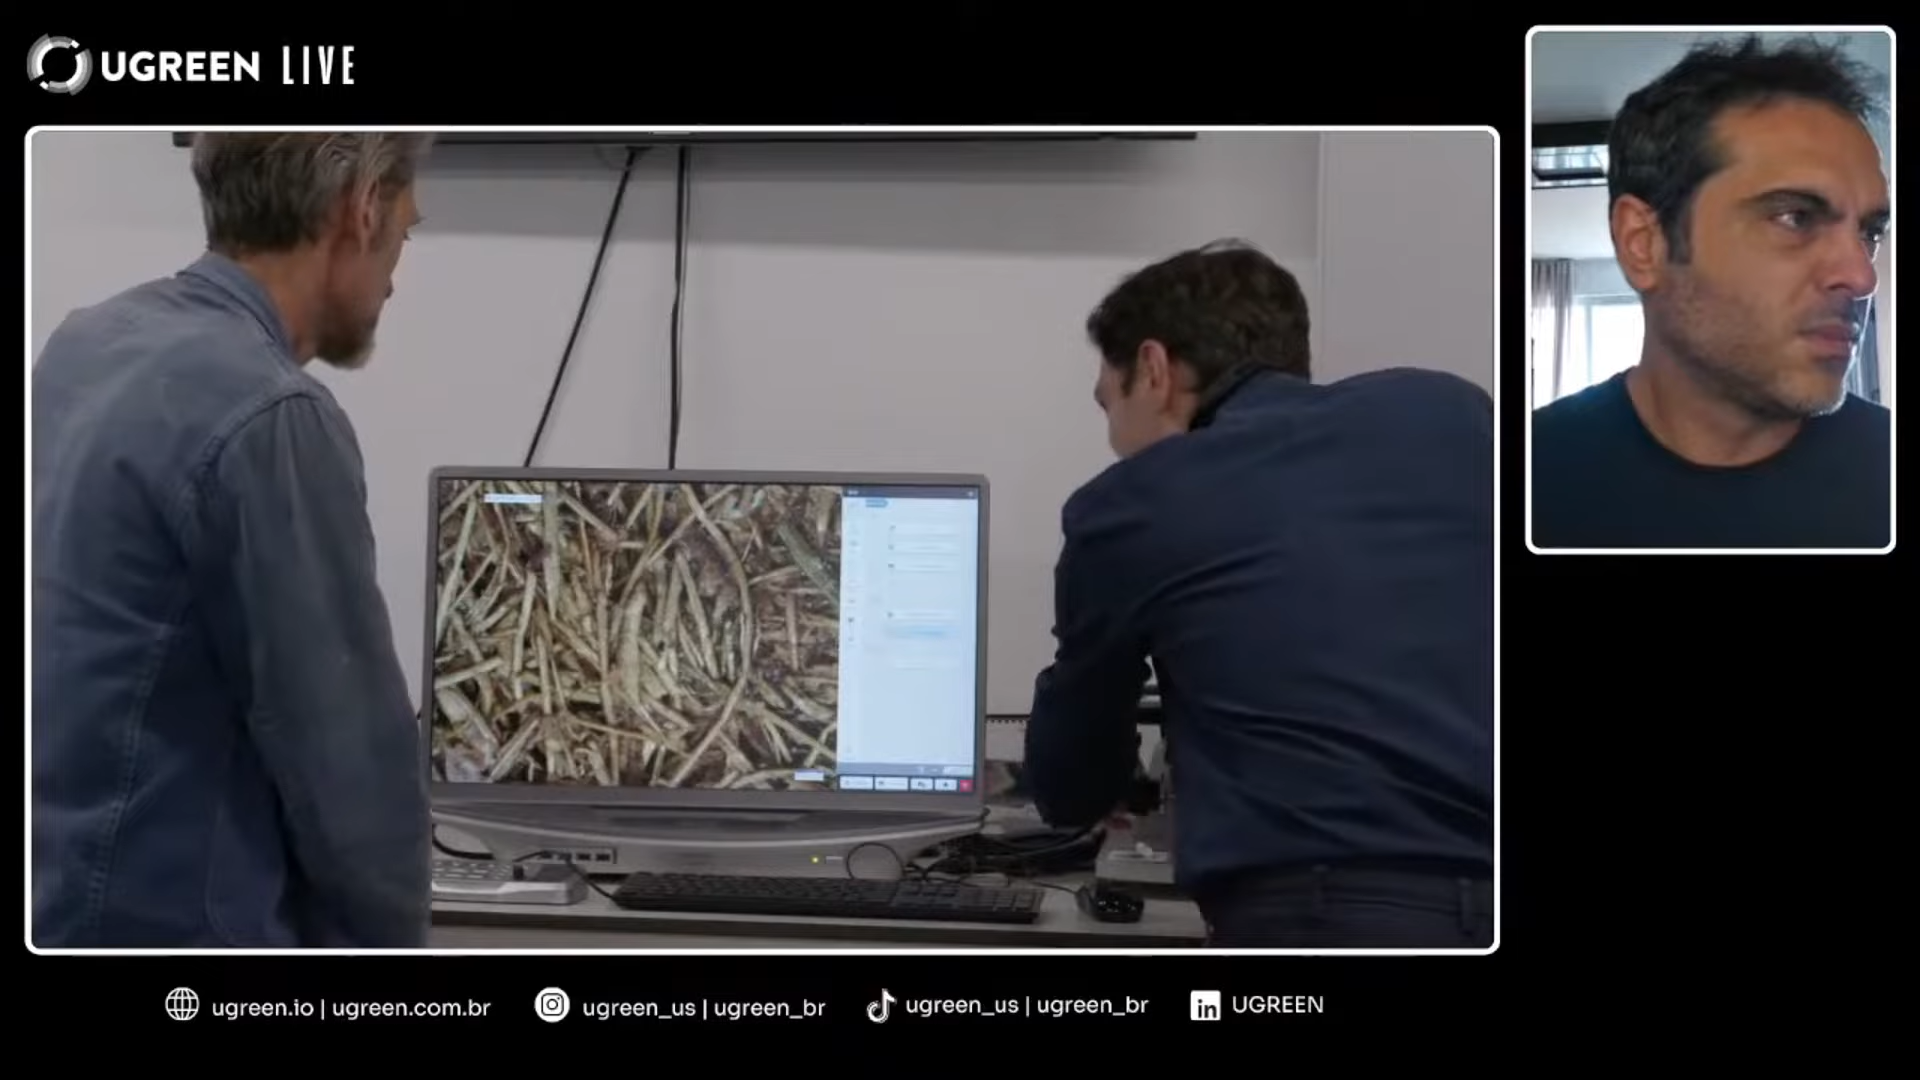 UGREEN LIVE
ugreen.io | ugreen.com.br
ugreen_us | ugreen_br
ugreen_us | ugreen_br
UGREEN